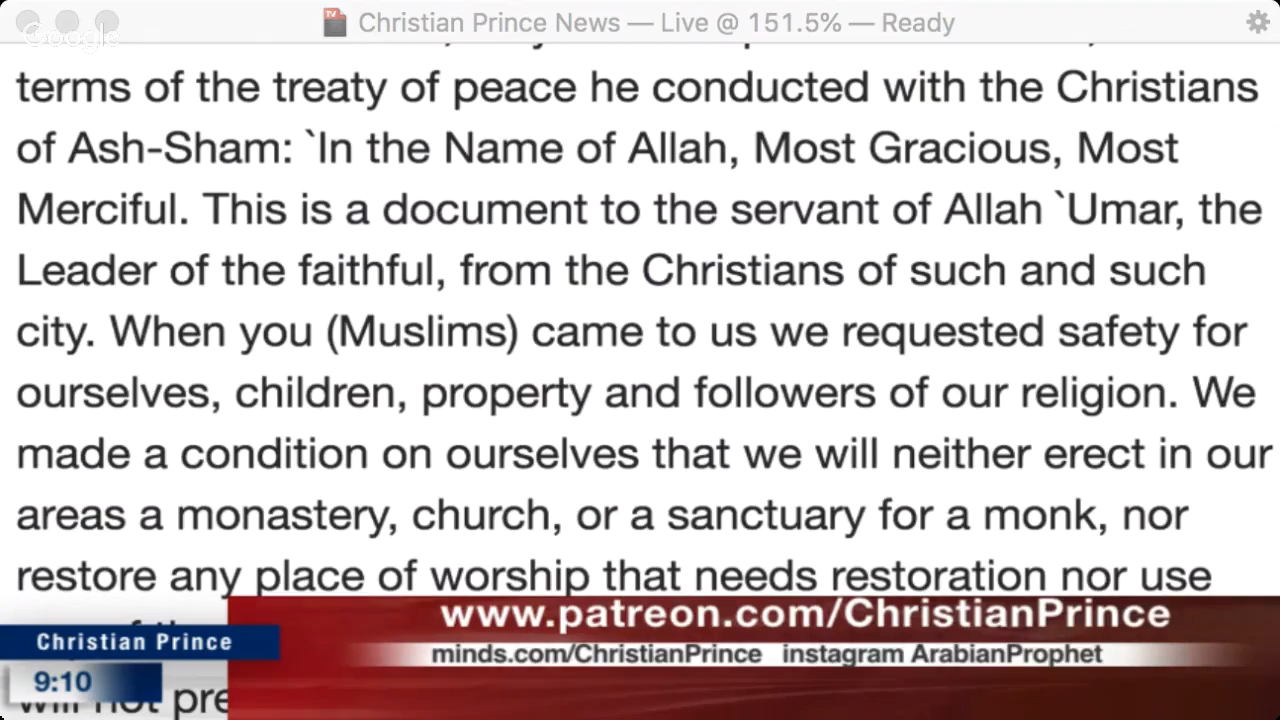 Christian Prince News — Live @ 151.5% — Ready
Google
terms of the treaty of peace he conducted with the Christians
of Ash-Sham: `In the Name of Allah, Most Gracious, Most
Merciful. This is a document to the servant of Allah `Umar, the
Leader of the faithful, from the Christians of such and such
city. When you (Muslims) came to us we requested safety for
ourselves, children, property and followers of our religion. We
made a condition on ourselves that we will neither erect in our
areas a monastery, church, or a sanctuary for a monk, nor
restore any place of worship that needs restoration nor use
www.patreon.com/ChristianPrince
Christian Prince
minds.com/ChristianPrince instagram ArabianProphet
9:10
will not pre